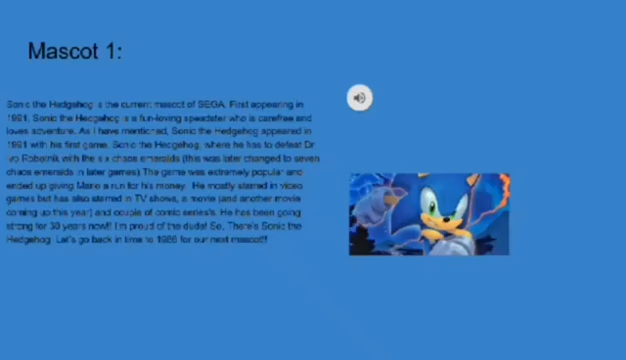 Mascot 1:
Sonic the Hedgehog is the current mascot of SEGA. First appearing in
1991, Sonic the Hedgehog is a fun-loving speedster who is carefree and
loves adventure. As I have mentioned, Sonic the Hedgehog appeared in
1991 with his first game, Sonic the Hedgehog, where he has to defeat Dr
Ivo Robotnik with the six chaos emeralds (this was later changed to seven
chaos emeralds in later games) The game was extremely popular and
ended up giving Mario a run for his money. He mostly starred in video
games but has also starred in TV shows, a movie (and another movie
coming up this year) and couple of comic series's. He has been going
strong for 30 years now!! I'm proud of the dude! So, There's Sonic the
Hedgehog. Let's go back in time to 1986 for our next mascot!!!